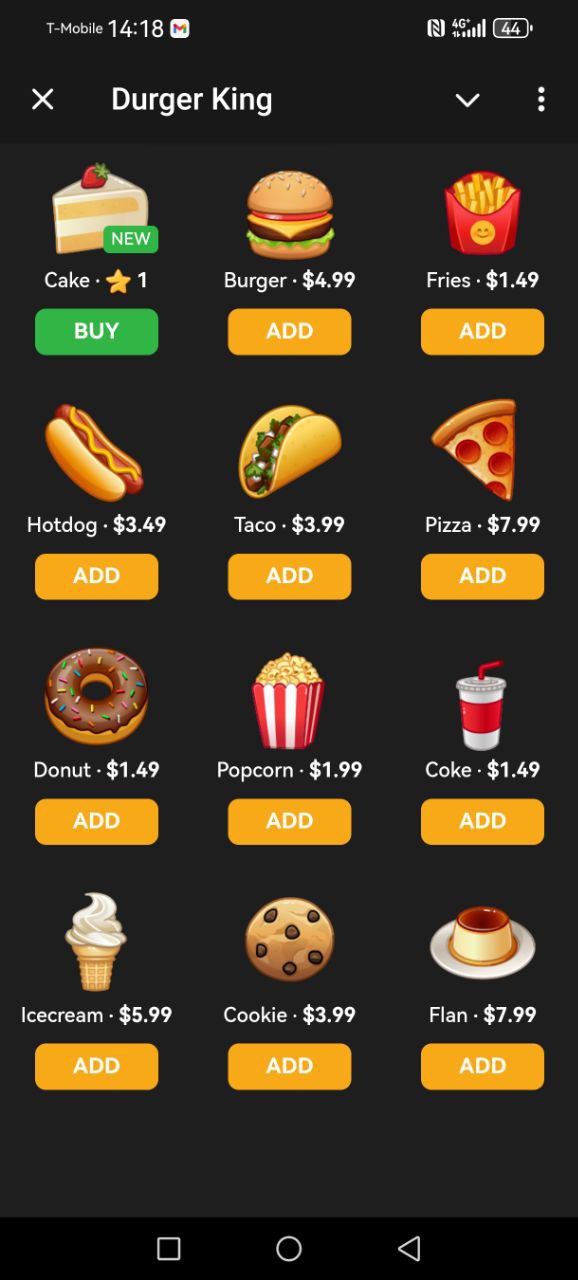 T-Mobile 14:18 4G+ 44
Durger King
NEW
Cake · ⭐ 1 Burger · $4.99 Fries · $1.49
BUY ADD ADD
Hotdog · $3.49 Taco · $3.99 Pizza · $7.99
ADD ADD ADD
Donut · $1.49 Popcorn · $1.99 Coke · $1.49
ADD ADD ADD
Icecream · $5.99 Cookie · $3.99 Flan · $7.99
ADD ADD ADD